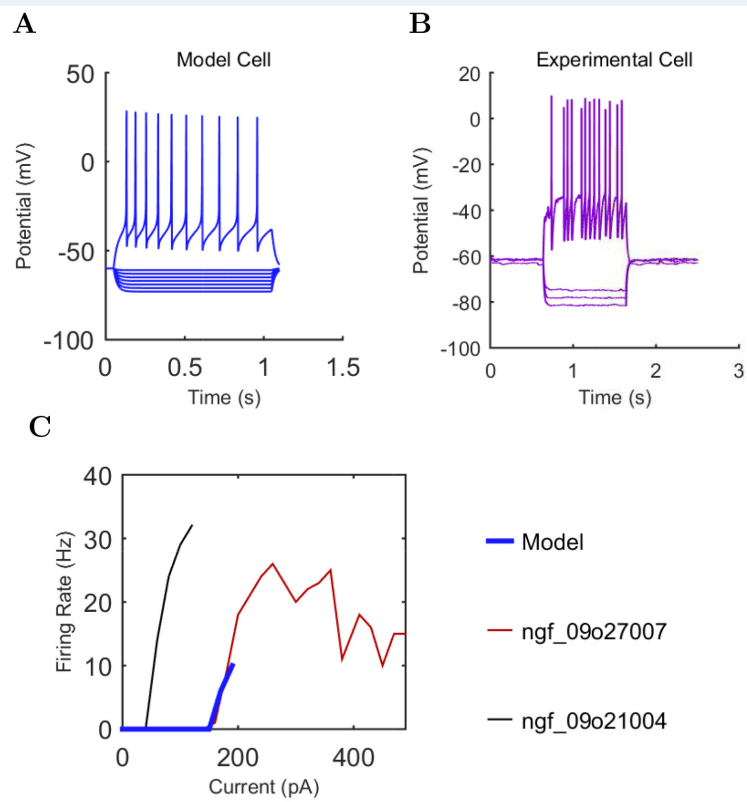 A
Model Cell
50
0
-50
-100
Potential (mV)
0 0.5 1 1.5
Time (s)
B
Experimental Cell
20
0
-20
-40
-60
-80
-100
Potential (mV)
0 1 2 3
Time (s)
C
40
30
20
10
0
Firing Rate (Hz)
0 200 400
Current (pA)
Model
ngf_09o27007
ngf_09o21004